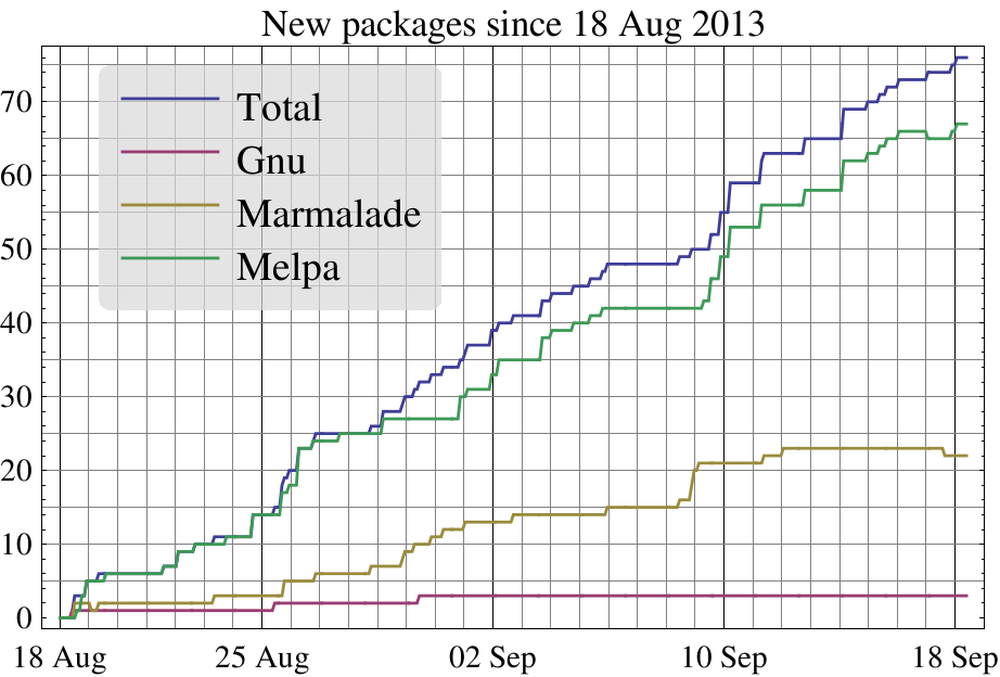 New packages since 18 Aug 2013
Total
Gnu
Marmalade
Melpa
70
60
50
40
30
20
10
0
18 Aug 25 Aug 02 Sep 10 Sep 18 Sep